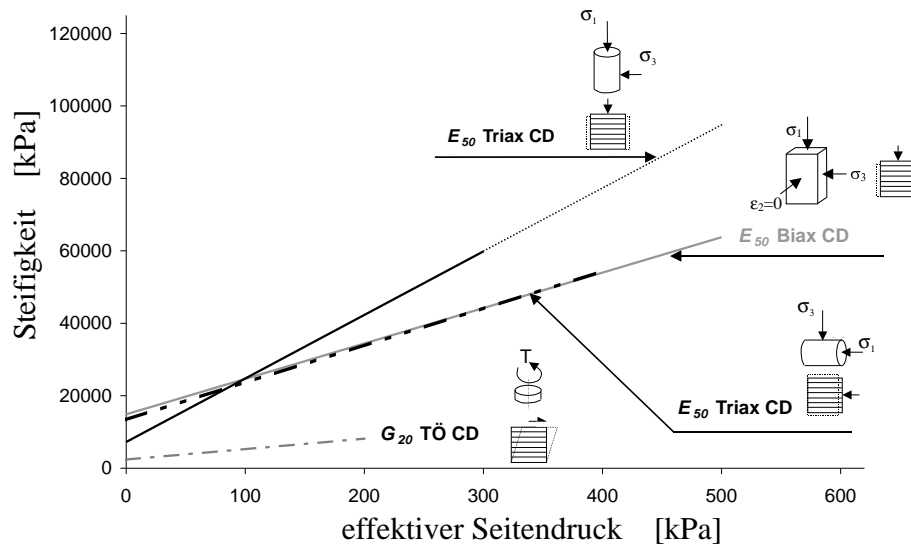 120000
100000
80000
60000
40000
20000
0
Steifigkeit [kPa]
0 100 200 300 400 500 600
effektiver Seitendruck [kPa]
σ1
σ3
E50 Triax CD
σ1
σ3
ε2=0
E50 Biax CD
σ3
σ1
E50 Triax CD
T
G20 TÖ CD